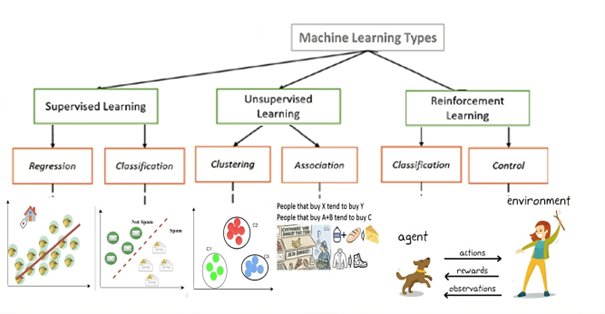 Machine Learning Types
Supervised Learning
Unsupervised
Learning
Reinforcement
Learning
Regression
Classification
Clustering
Association
Classification
Control
Not Spam
Spam
C1
C2
People that buy X tend to buy Y
People that buy A+B tend to buy C
environment
agent
actions
rewards
observations